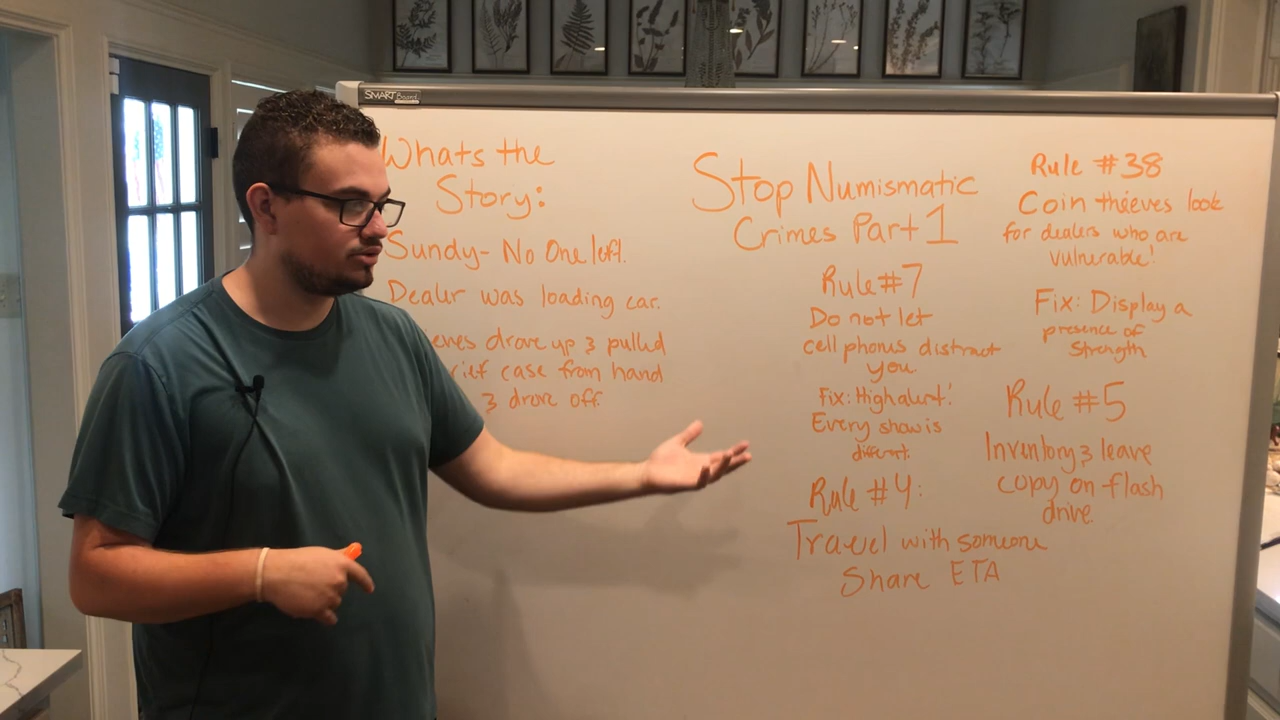 SMART Board
Whats the
Story:
Sundy- No One left.
Dealer was loading car.
eves drove up & pulled
rief case from hand
& drove off.
Stop Numismatic
Crimes Part 1
Rule #7
Do not let
cell phones distract
you.
Fix: High alert!
Every show is
different.
Rule #4:
Travel with someone
Share ETA
Rule #38
Coin thieves look
for dealers who are
vulnerable!
Fix: Display a
presence of
Strength
Rule #5
Inventory & leave
copy on flash
drive.